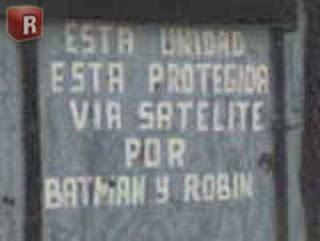 R
ESTA UNIDAD
ESTA PROTEGIDA
VIA SATELITE
POR
BATMAN Y ROBIN